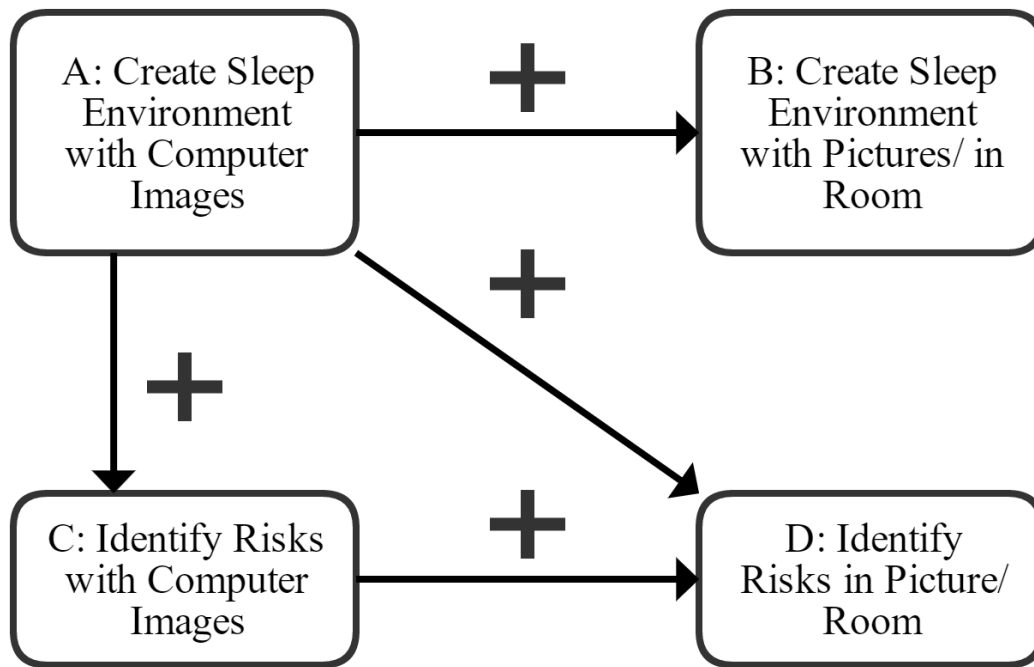 A: Create Sleep
Environment
with Computer
Images
+
B: Create Sleep
Environment
with Pictures/ in
Room
+
+
C: Identify Risks
with Computer
Images
+
D: Identify
Risks in Picture/
Room